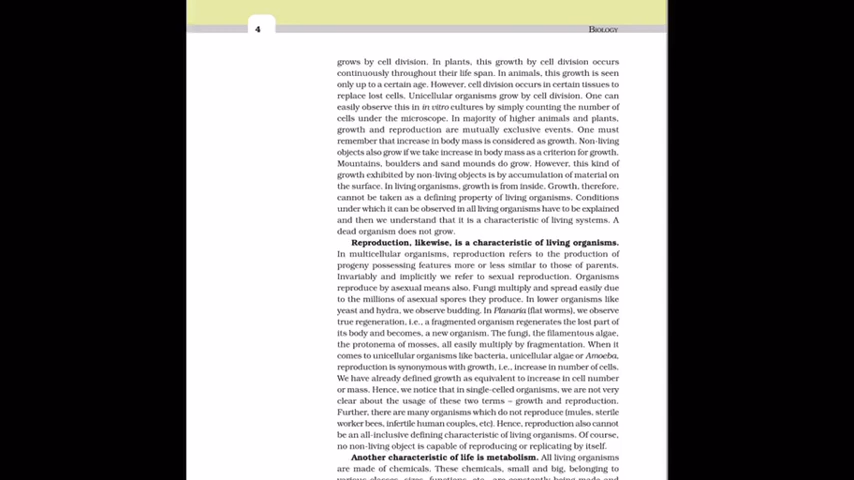 4
BIOLOGY
grows by cell division. In plants, this growth by cell division occurs
continuously throughout their life span. In animals, this growth is seen
only up to a certain age. However, cell division occurs in certain tissues to
replace lost cells. Unicellular organisms grow by cell division. One can
easily observe this in in vitro cultures by simply counting the number of
cells under the microscope. In majority of higher animals and plants,
growth and reproduction are mutually exclusive events. One must
remember that increase in body mass is considered as growth. Non-living
objects also grow if we take increase in body mass as a criterion for growth.
Mountains, boulders and sand mounds do grow. However, this kind of
growth exhibited by non-living objects is by accumulation of material on
the surface. In living organisms, growth is from inside. Growth, therefore,
cannot be taken as a defining property of living organisms. Conditions
under which it can be observed in all living organisms have to be explained
and then we understand that it is a characteristic of living systems. A
dead organism does not grow.
Reproduction, likewise, is a characteristic of living organisms.
In multicellular organisms, reproduction refers to the production of
progeny possessing features more or less similar to those of parents.
Invariably and implicitly we refer to sexual reproduction. Organisms
reproduce by asexual means also. Fungi multiply and spread easily due
to the millions of asexual spores they produce. In lower organisms like
yeast and hydra, we observe budding. In Planaria (flat worms), we observe
true regeneration, i.e., a fragmented organism regenerates the lost part of
its body and becomes, a new organism. The fungi, the filamentous algae,
the protonema of mosses, all easily multiply by fragmentation. When it
comes to unicellular organisms like bacteria, unicellular algae or Amoeba,
reproduction is synonymous with growth, i.e., increase in number of cells.
We have already defined growth as equivalent to increase in cell number
or mass. Hence, we notice that in single-celled organisms, we are not very
clear about the usage of these two terms – growth and reproduction.
Further, there are many organisms which do not reproduce (mules, sterile
worker bees, infertile human couples, etc). Hence, reproduction also cannot
be an all-inclusive defining characteristic of living organisms. Of course,
no non-living object is capable of reproducing or replicating by itself.
Another characteristic of life is metabolism. All living organisms
are made of chemicals. These chemicals, small and big, belonging to
various classes, sizes, functions, etc., are constantly being made and